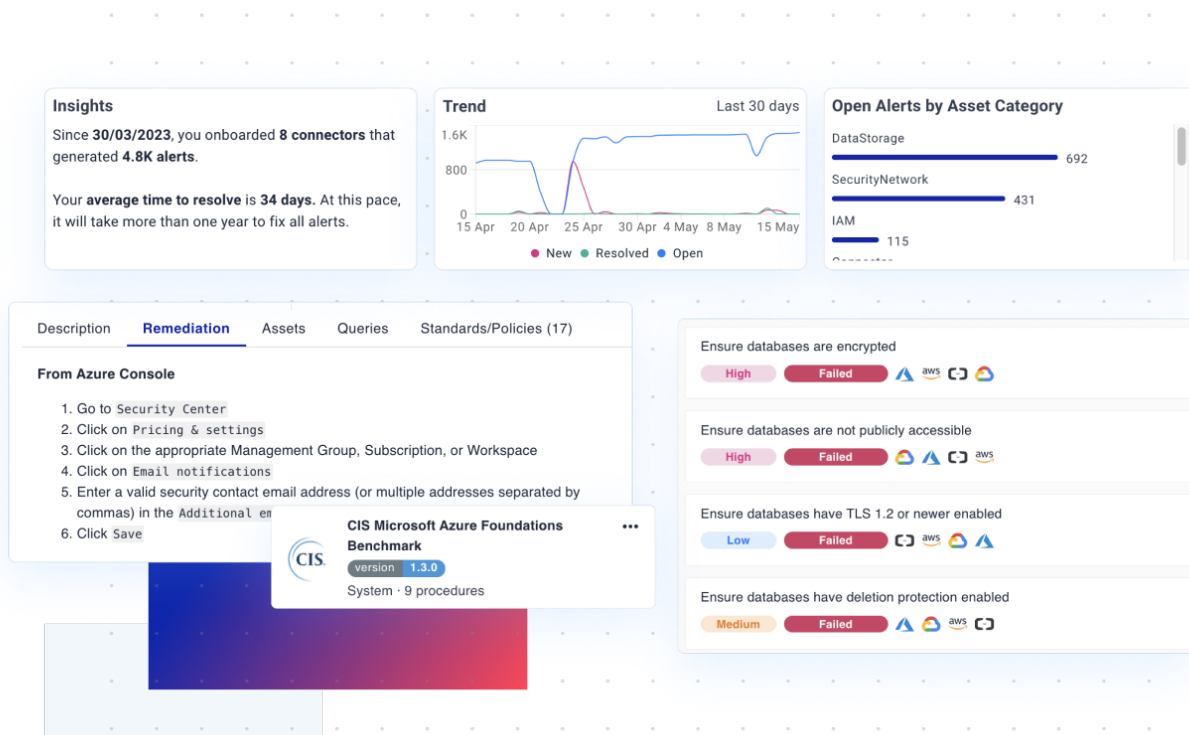 Insights
Since 30/03/2023, you onboarded 8 connectors that
generated 4.8K alerts.
Your average time to resolve is 34 days. At this pace,
it will take more than one year to fix all alerts.
Trend
Last 30 days
1.6K
800
0
15 Apr 20 Apr 25 Apr 30 Apr 4 May 8 May 15 May
New Resolved Open
Open Alerts by Asset Category
DataStorage
692
SecurityNetwork
431
IAM
115
Description Remediation Assets Queries Standards/Policies (17)
From Azure Console
1. Go to Security Center
2. Click on Pricing & settings
3. Click on the appropriate Management Group, Subscription, or Workspace
4. Click on Email notifications
5. Enter a valid security contact email address (or multiple addresses separated by
commas) in the Additional em
6. Click Save
CIS.
CIS Microsoft Azure Foundations
Benchmark
version 1.3.0
System · 9 procedures
Ensure databases are encrypted
High Failed aws
Ensure databases are not publicly accessible
High Failed aws
Ensure databases have TLS 1.2 or newer enabled
Low Failed aws
Ensure databases have deletion protection enabled
Medium Failed aws